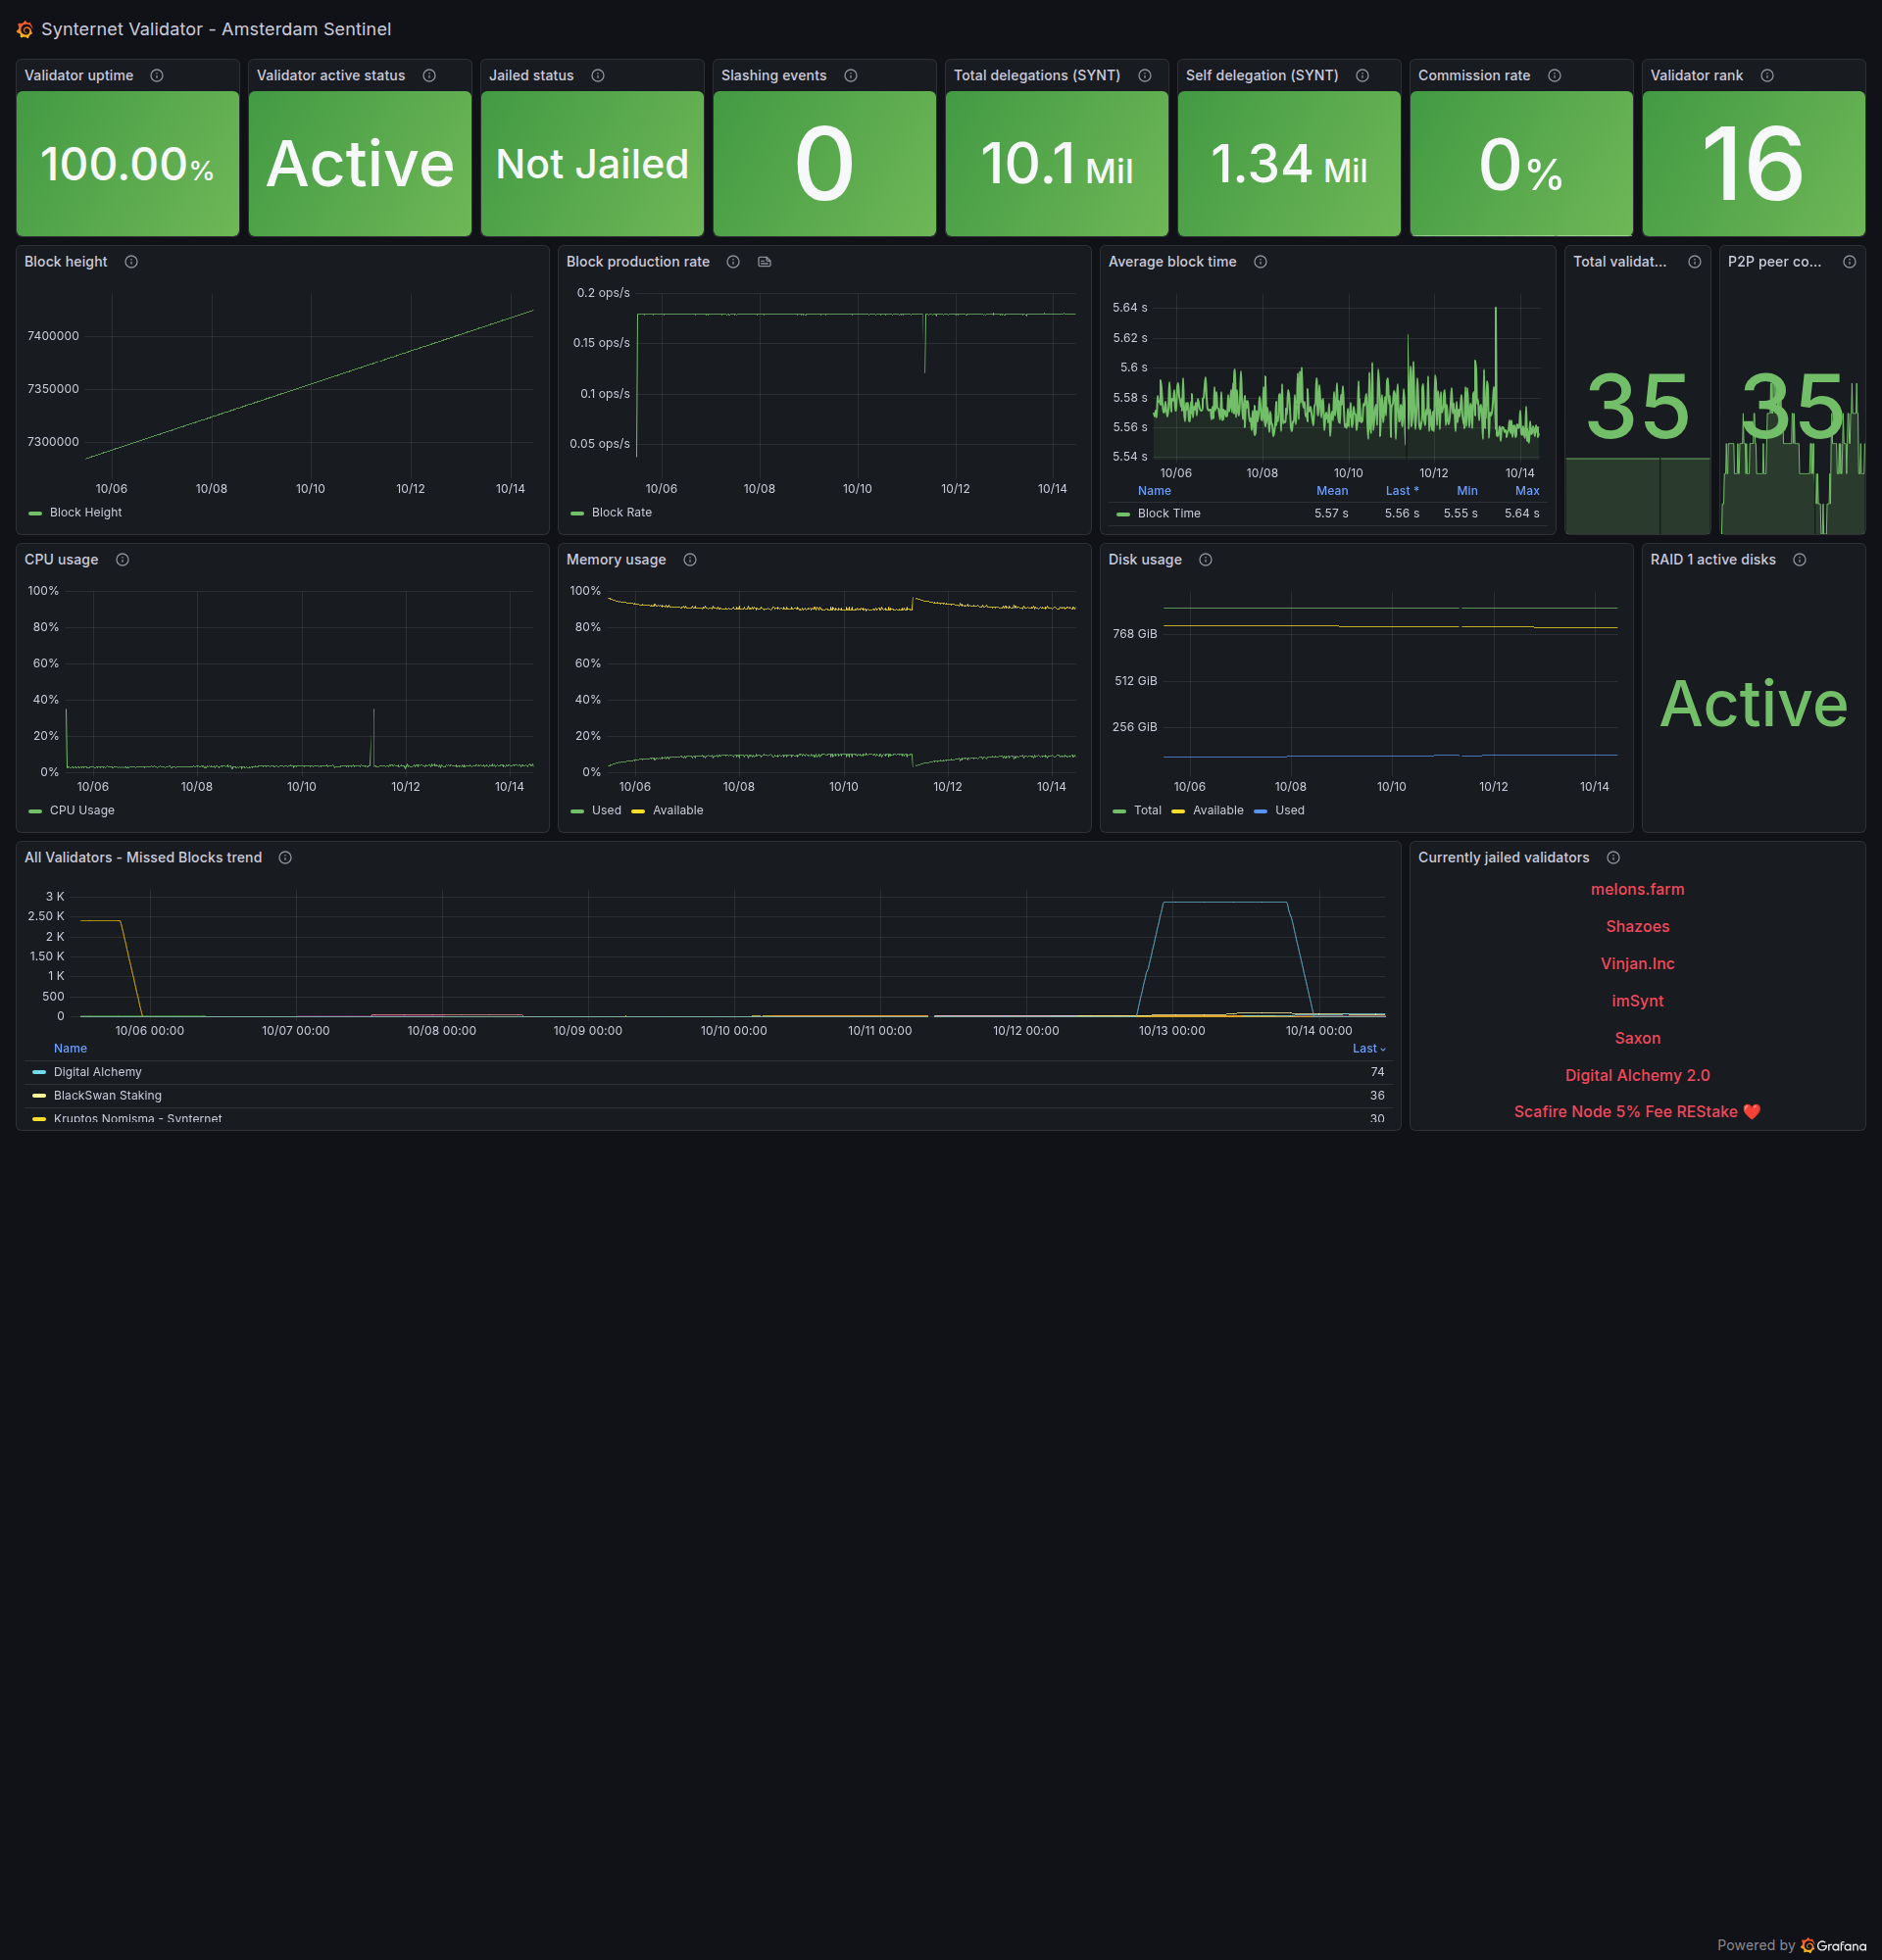 Synternet Validator - Amsterdam Sentinel
Validator uptime
100.00%
Validator active status
Active
Jailed status
Not Jailed
Slashing events
0
Total delegations (SYNT)
10.1 Mil
Self delegation (SYNT)
1.34 Mil
Commission rate
0%
Validator rank
16
Block height
7400000
7350000
7300000
10/06 10/08 10/10 10/12 10/14
Block Height
Block production rate
0.2 ops/s
0.15 ops/s
0.1 ops/s
0.05 ops/s
10/06 10/08 10/10 10/12 10/14
Block Rate
Average block time
5.64 s
5.62 s
5.6 s
5.58 s
5.56 s
5.54 s
10/06 10/08 10/10 10/12 10/14
Name Mean Last * Min Max
Block Time 5.57 s 5.56 s 5.55 s 5.64 s
Total validat...
35
P2P peer co...
35
CPU usage
100%
80%
60%
40%
20%
0%
10/06 10/08 10/10 10/12 10/14
CPU Usage
Memory usage
100%
80%
60%
40%
20%
0%
10/06 10/08 10/10 10/12 10/14
Used Available
Disk usage
768 GiB
512 GiB
256 GiB
10/06 10/08 10/10 10/12 10/14
Total Available Used
RAID 1 active disks
Active
All Validators - Missed Blocks trend
3 K
2.50 K
2 K
1.50 K
1 K
500
0
10/06 00:00 10/07 00:00 10/08 00:00 10/09 00:00 10/10 00:00 10/11 00:00 10/12 00:00 10/13 00:00 10/14 00:00
Name Last
Digital Alchemy 74
BlackSwan Staking 36
Kruptos Nomisma - Synternet 30
Currently jailed validators
melons.farm
Shazoes
Vinjan.Inc
imSynt
Saxon
Digital Alchemy 2.0
Scafire Node 5% Fee REStake ❤️
Powered by Grafana